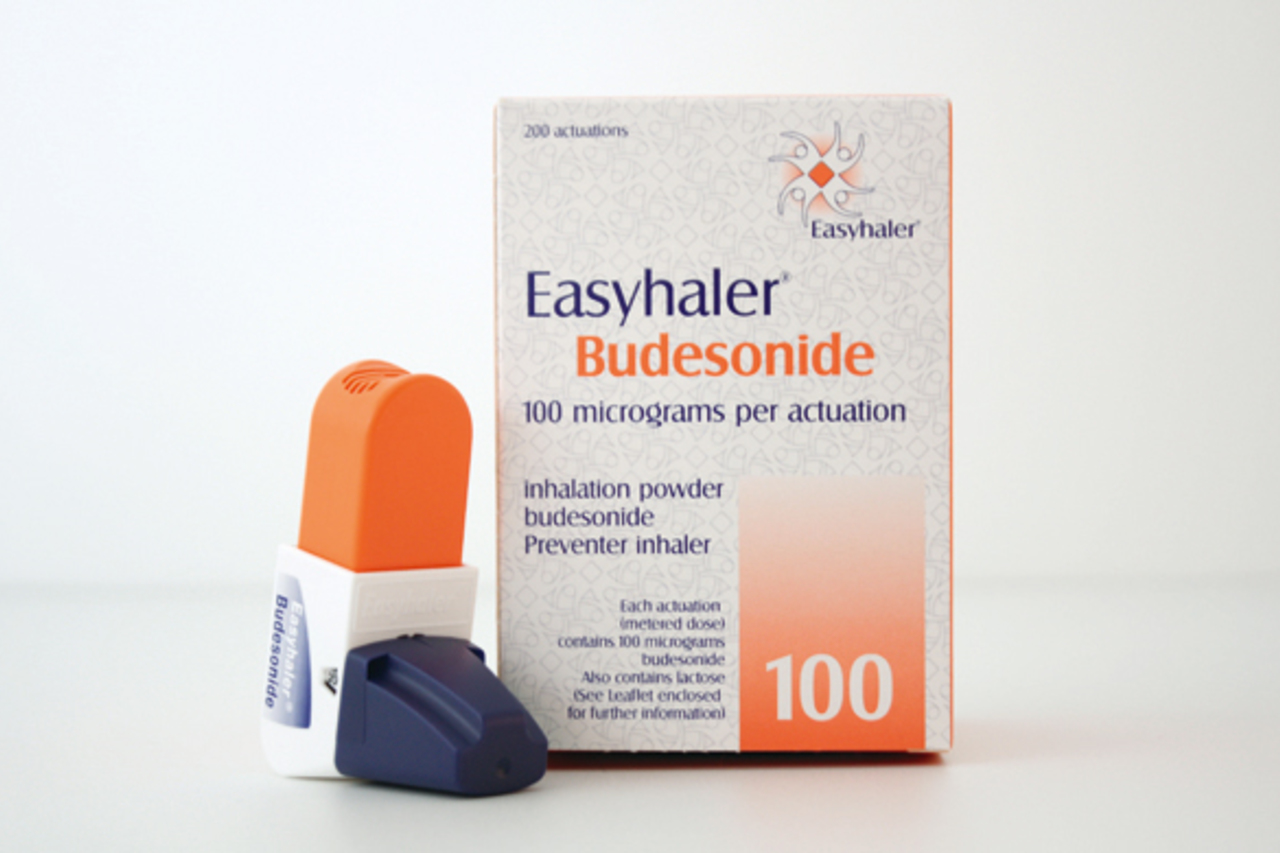 200 actuations
Easyhaler®
Easyhaler®
Budesonide
100 micrograms per actuation
inhalation powder
budesonide
Preventer inhaler
Each actuation
(metered dose)
contains 100 micrograms
budesonide
Also contains lactose
(See Leaflet enclosed
for further information)
100
Easyhaler®
Budesonide